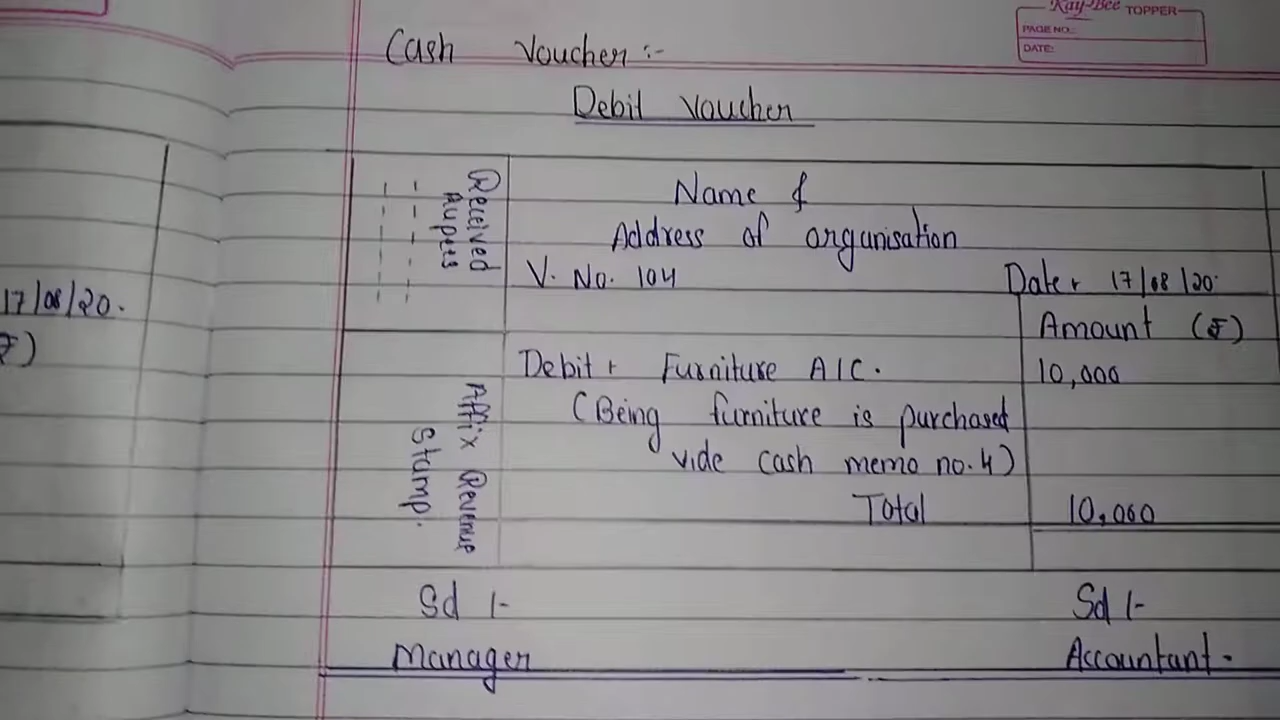 Kay-Bee TOPPER
PAGE NO.:
DATE:
Cash Voucher :-
Debit Voucher
Received
Rupees
Name &
Address of organisation
V. No. 104
Date 17/08/20.
17/08/20.
Amount (₹)
₹)
Debit Furniture A/C. 10,000
(Being furniture is purchased
vide cash memo no. 4)
Affix Revenue
Stamp.
Total 10,000
Sd /- Sd /-
Manager Accountant.